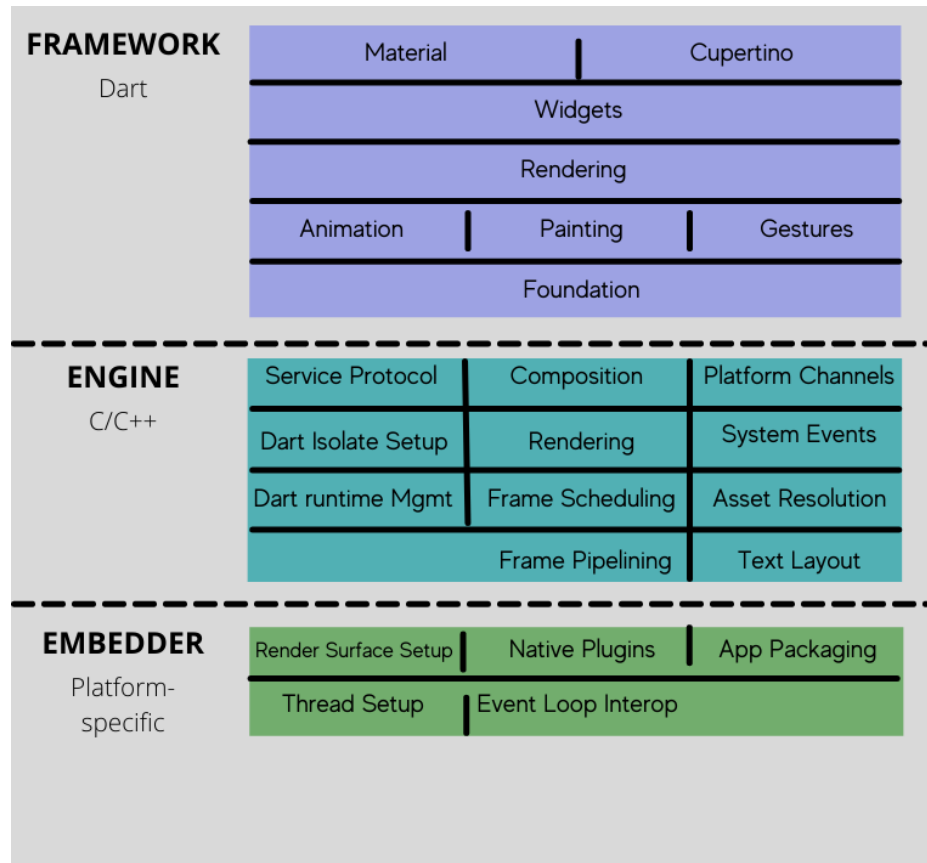 FRAMEWORK
Dart
Material
Cupertino
Widgets
Rendering
Animation
Painting
Gestures
Foundation
ENGINE
C/C++
Service Protocol
Composition
Platform Channels
Dart Isolate Setup
Rendering
System Events
Dart runtime Mgmt
Frame Scheduling
Asset Resolution
Frame Pipelining
Text Layout
EMBEDDER
Platform-
specific
Render Surface Setup
Native Plugins
App Packaging
Thread Setup
Event Loop Interop